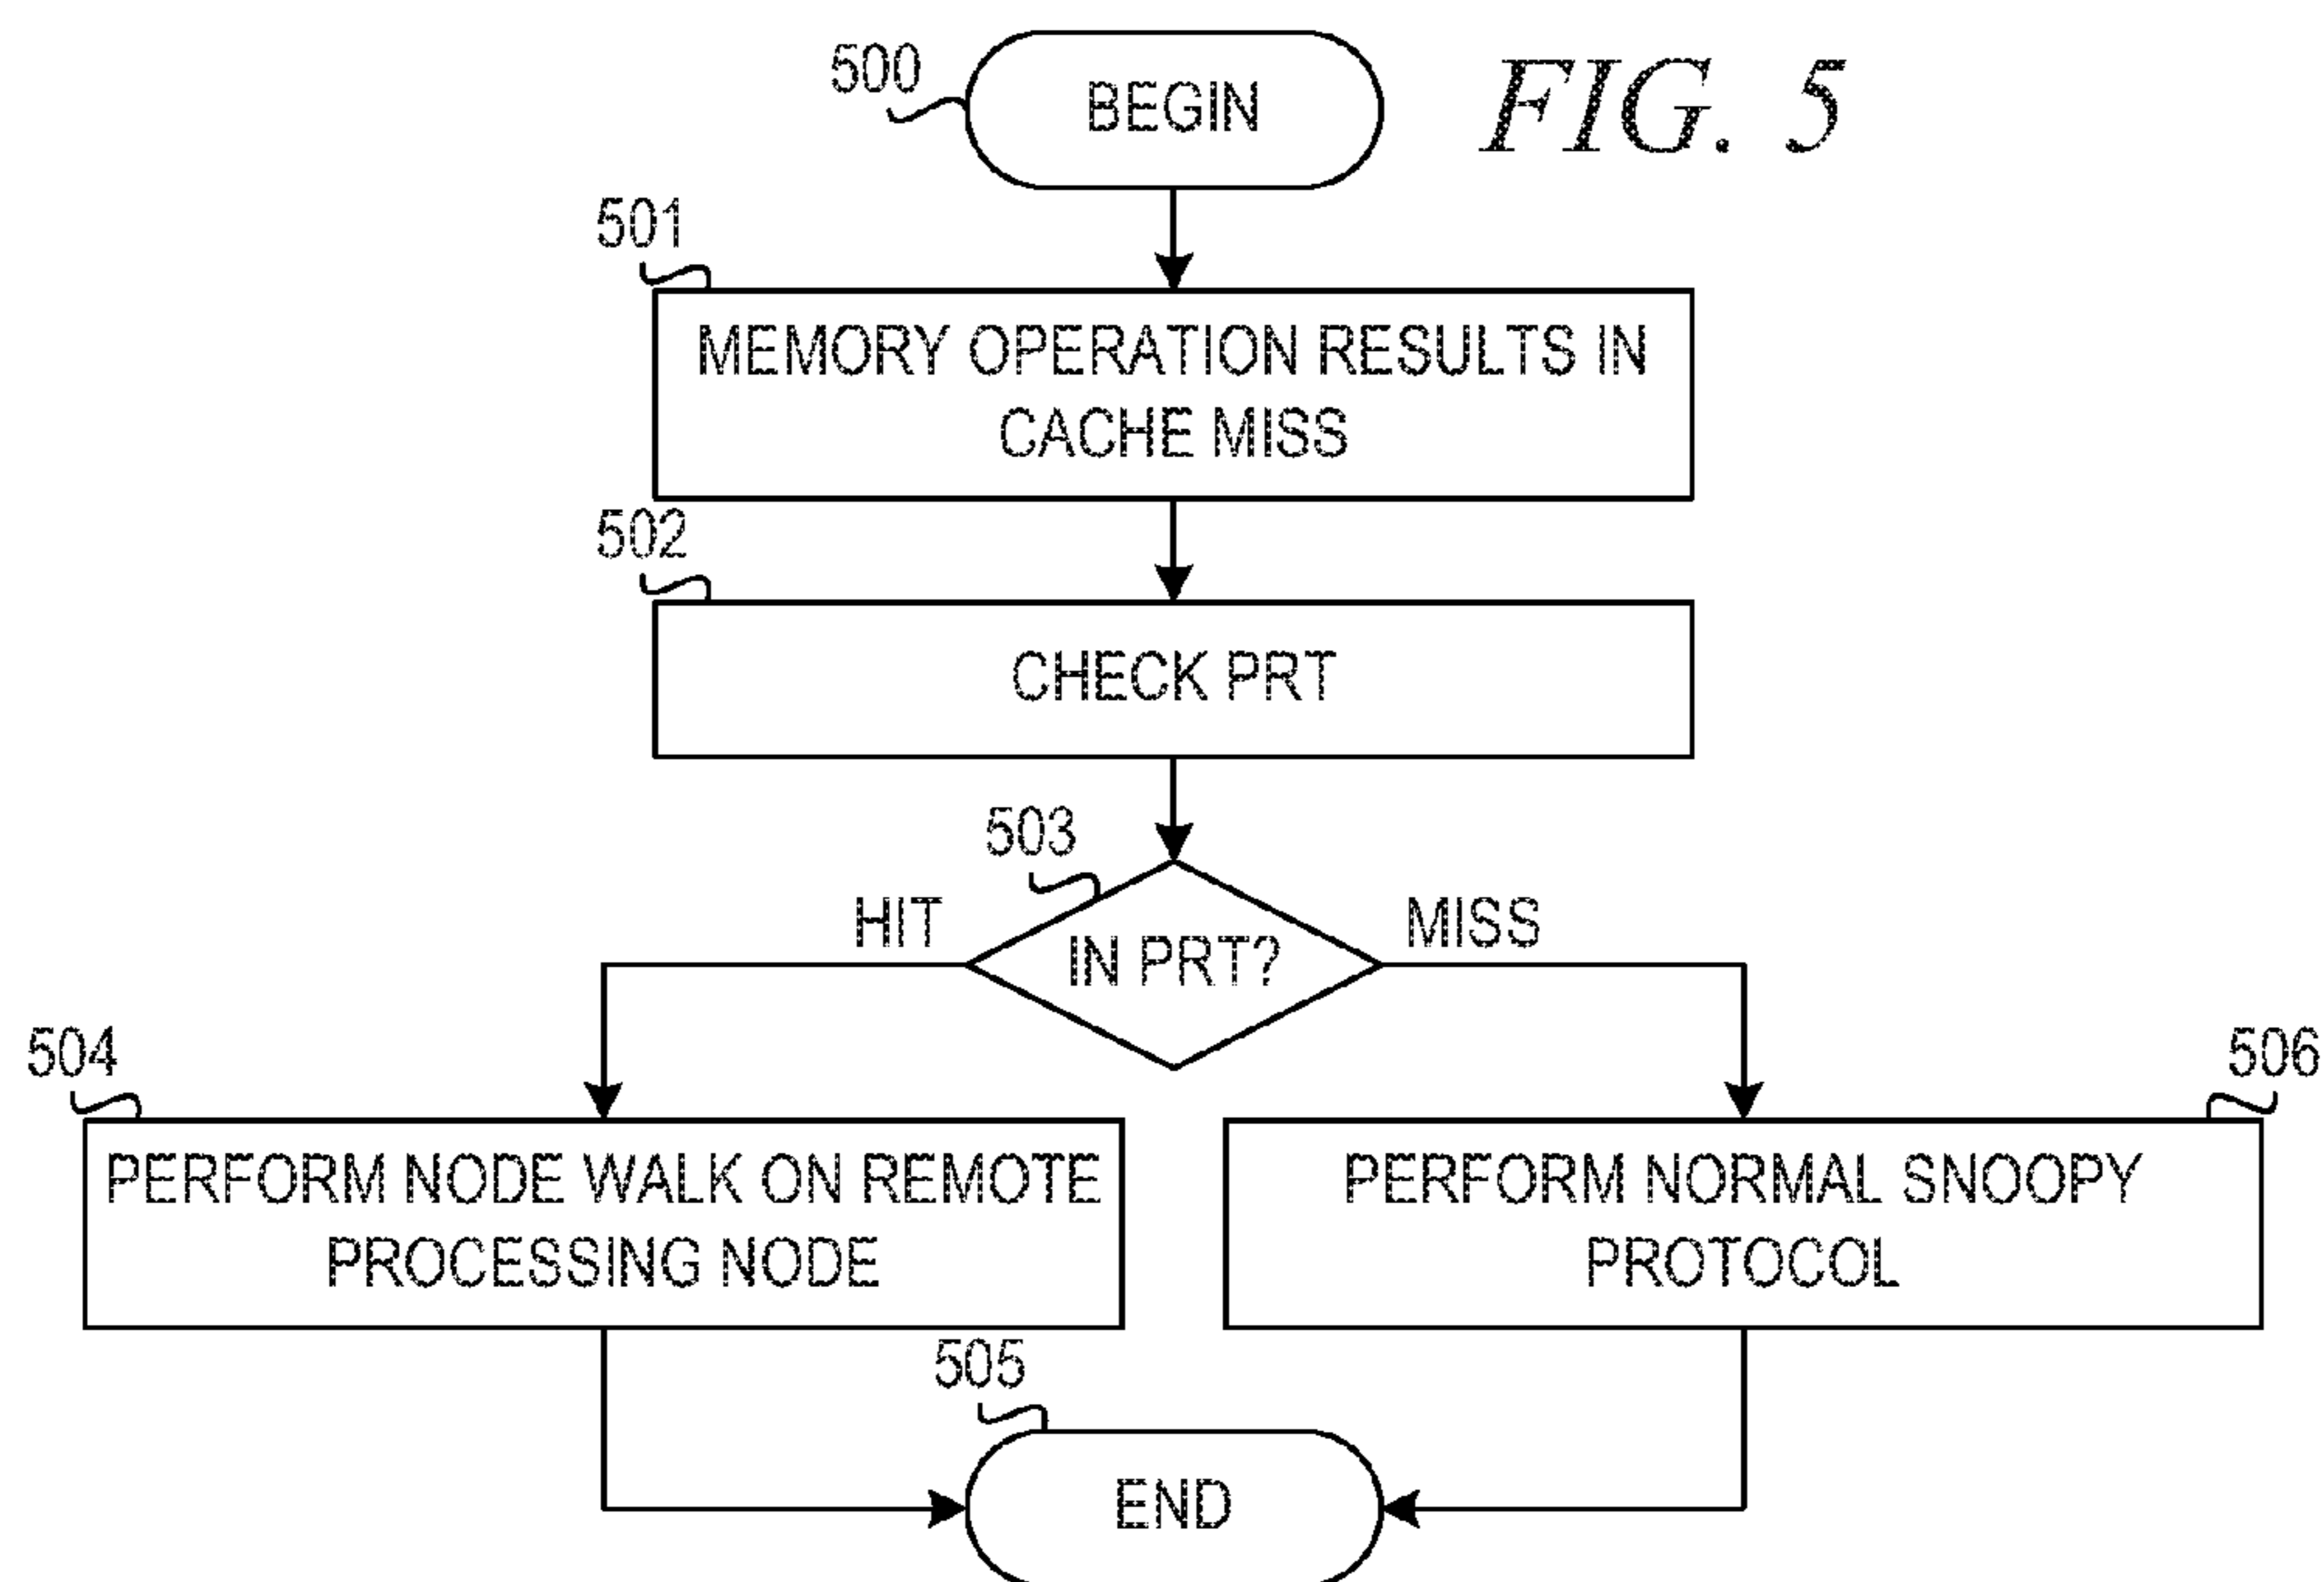 500
BEGIN
FIG. 5
501
MEMORY OPERATION RESULTS IN
CACHE MISS
502
CHECK PRT
503
HIT
IN PRT?
MISS
504
PERFORM NODE WALK ON REMOTE
PROCESSING NODE
506
PERFORM NORMAL SNOOPY
PROTOCOL
505
END